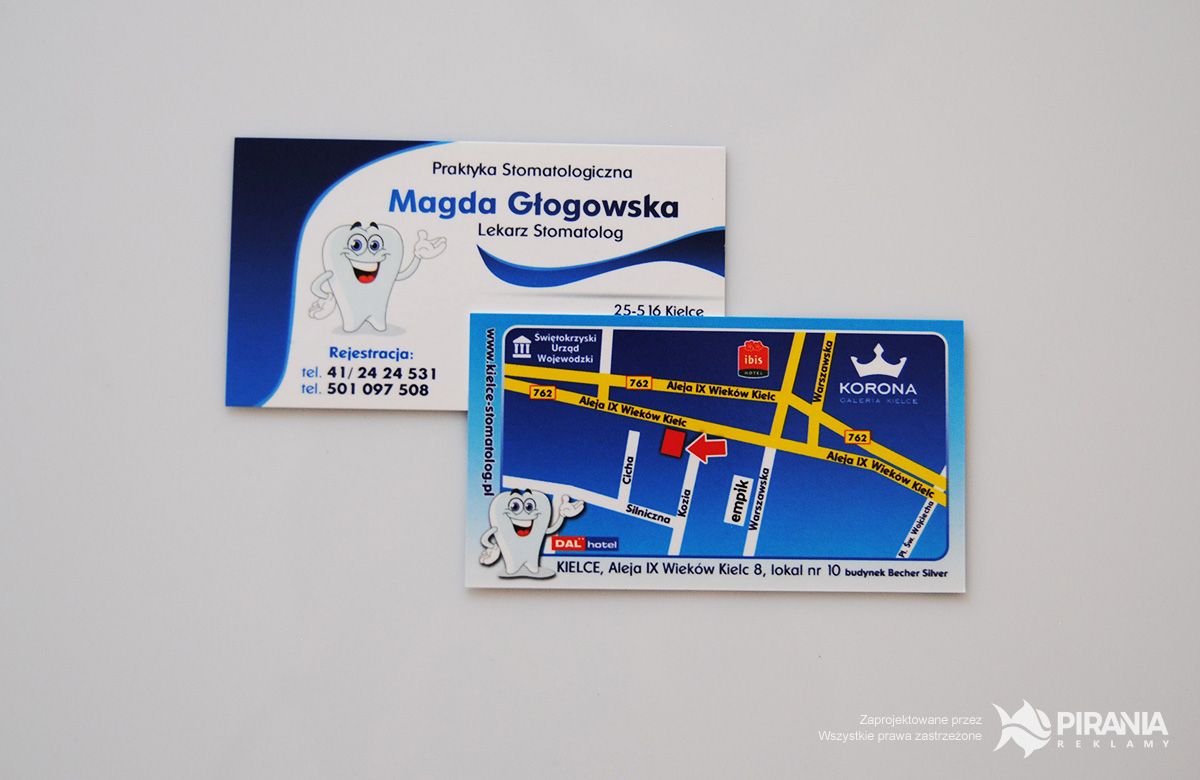 Praktyka Stomatologiczna
Magda Głogowska
Lekarz Stomatolog
25-516 Kielce
Rejestracja:
tel. 41/ 24 24 531
tel. 501 097 508
www.kielce-stomatolog.pl
Świętokrzyski
Urząd
Wojewodzki
ibis
HOTEL
Warszawska
KORONA
GALERIA KIELCE
762
Aleja IX Wieków Kielc
762
Aleja IX Wieków Kielc
762
Aleja IX Wieków Kielc
Cicha
Kozia
empik
Warszawska
Silniczna
Pl. Św. Wojciecha
DAL hotel
KIELCE, Aleja IX Wieków Kielc 8, lokal nr 10 budynek Becher Silver
Zaprojektowane przez
Wszystkie prawa zastrzeżone
PIRANIA
REKLAMY